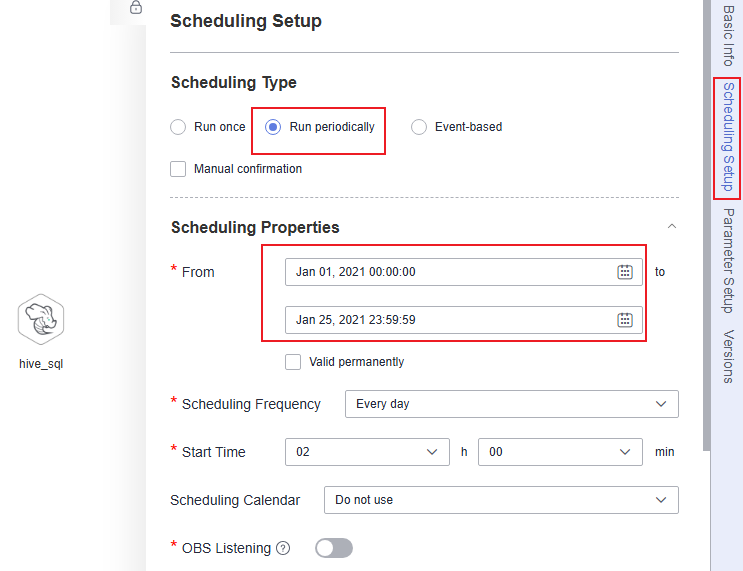 Scheduling Setup
Scheduling Type
Run once
Run periodically
Event-based
Manual confirmation
Scheduling Properties
* From
Jan 01, 2021 00:00:00
to
Jan 25, 2021 23:59:59
Valid permanently
* Scheduling Frequency
Every day
* Start Time
02
h
00
min
Scheduling Calendar
Do not use
* OBS Listening ?
hive_sql
Basic Info
Scheduling Setup
Parameter Setup
Versions